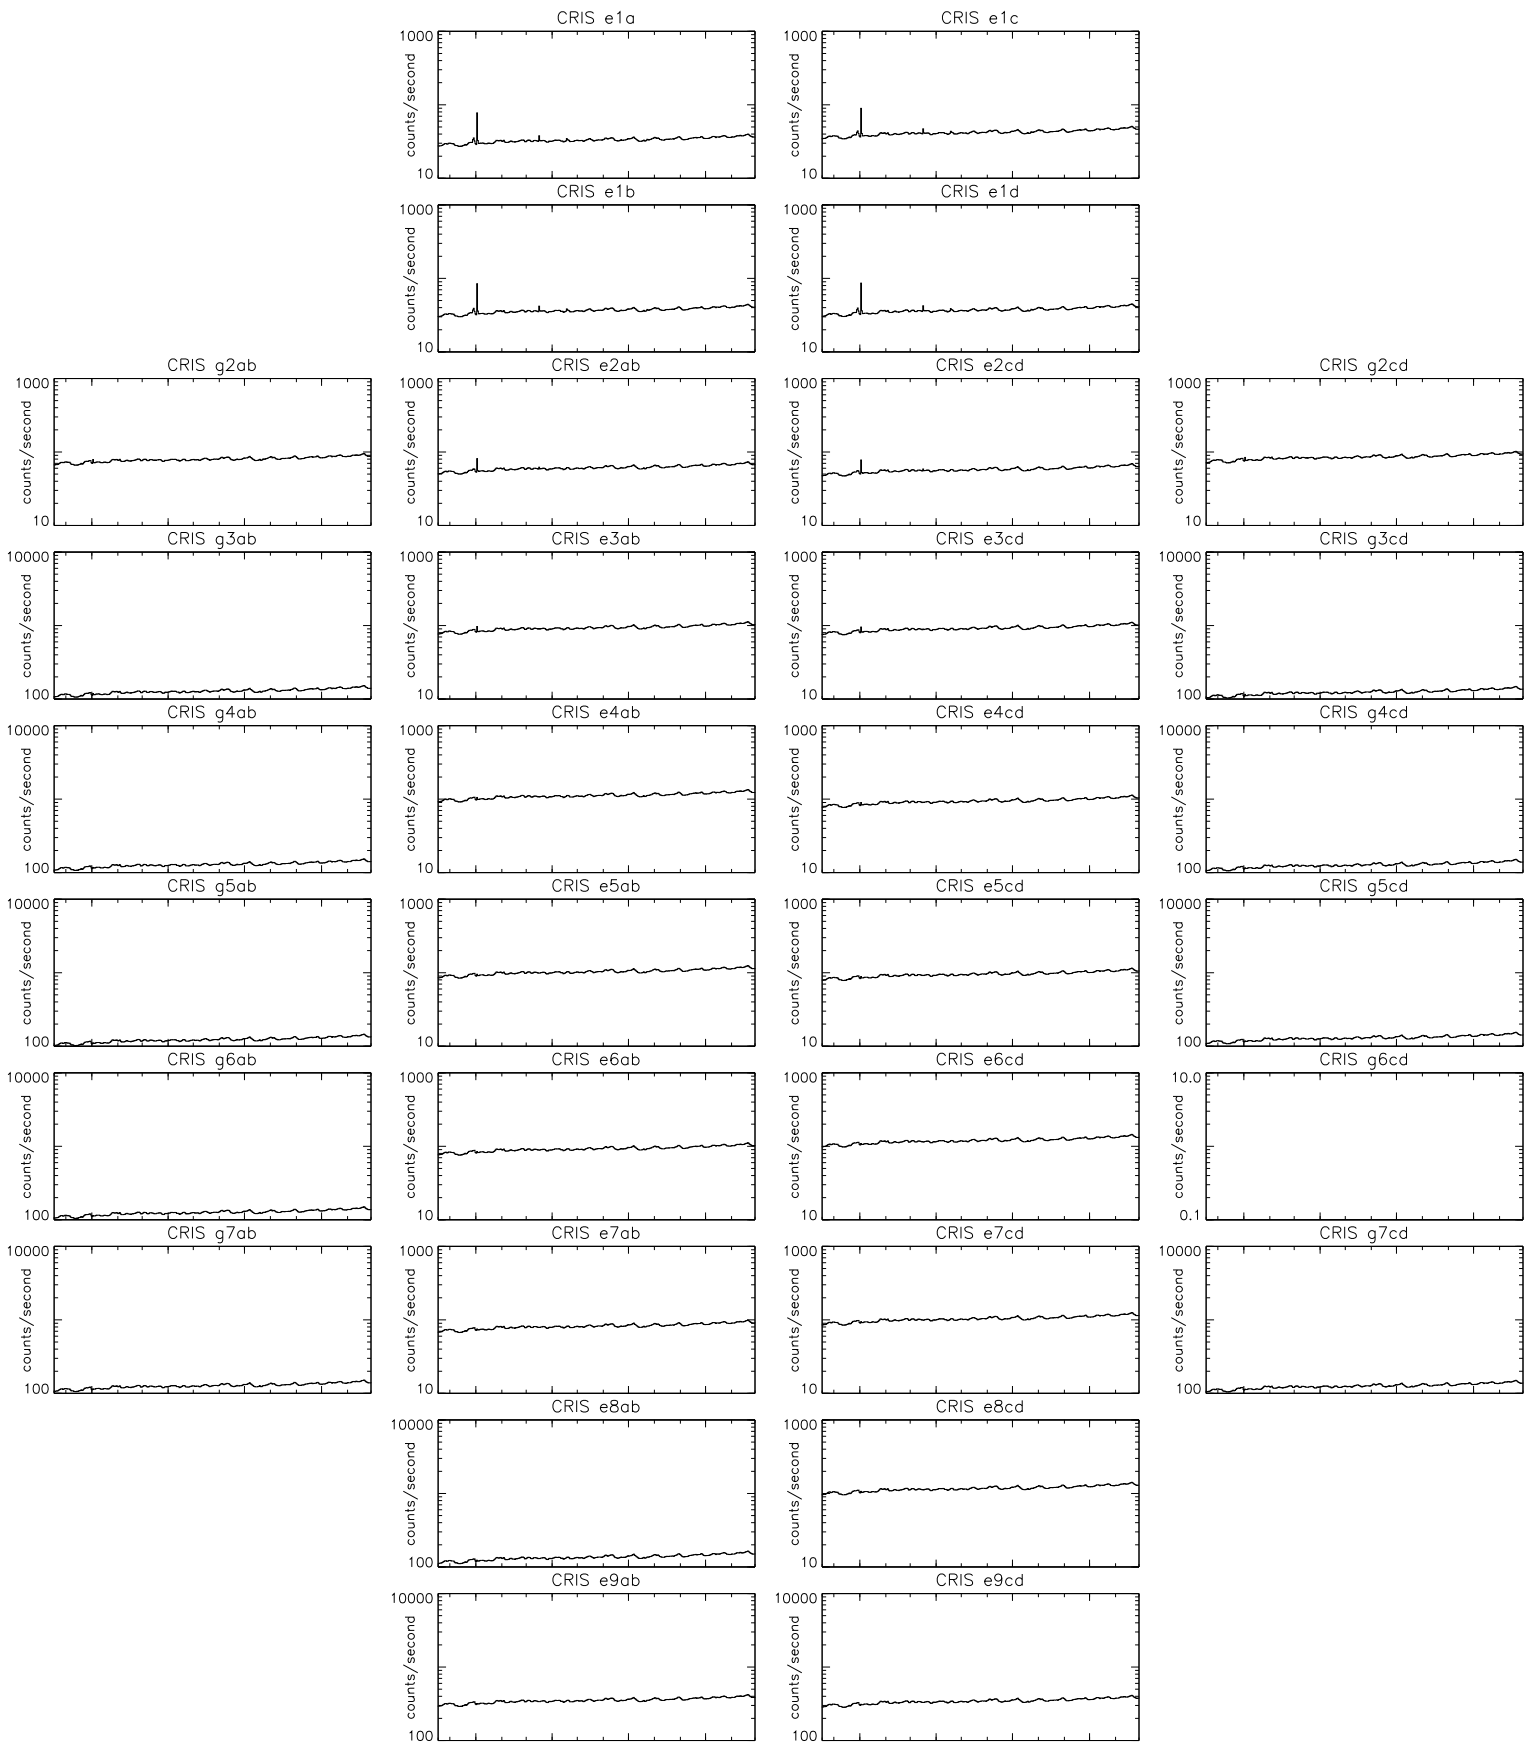 CRIS e1a
1000
counts/second
10
CRIS e1c
1000
counts/second
10
CRIS e1b
1000
counts/second
10
CRIS e1d
1000
counts/second
10
CRIS g2ab
1000
counts/second
10
CRIS e2ab
1000
counts/second
10
CRIS e2cd
1000
counts/second
10
CRIS g2cd
1000
counts/second
10
CRIS g3ab
10000
counts/second
100
CRIS e3ab
1000
counts/second
10
CRIS e3cd
1000
counts/second
10
CRIS g3cd
10000
counts/second
100
CRIS g4ab
10000
counts/second
100
CRIS e4ab
1000
counts/second
10
CRIS e4cd
1000
counts/second
10
CRIS g4cd
10000
counts/second
100
CRIS g5ab
10000
counts/second
100
CRIS e5ab
1000
counts/second
10
CRIS e5cd
1000
counts/second
10
CRIS g5cd
10000
counts/second
100
CRIS g6ab
10000
counts/second
100
CRIS e6ab
1000
counts/second
10
CRIS e6cd
1000
counts/second
10
CRIS g6cd
10.0
counts/second
0.1
CRIS g7ab
10000
counts/second
100
CRIS e7ab
1000
counts/second
10
CRIS e7cd
1000
counts/second
10
CRIS g7cd
10000
counts/second
100
CRIS e8ab
10000
counts/second
100
CRIS e8cd
1000
counts/second
10
CRIS e9ab
10000
counts/second
100
CRIS e9cd
10000
counts/second
100